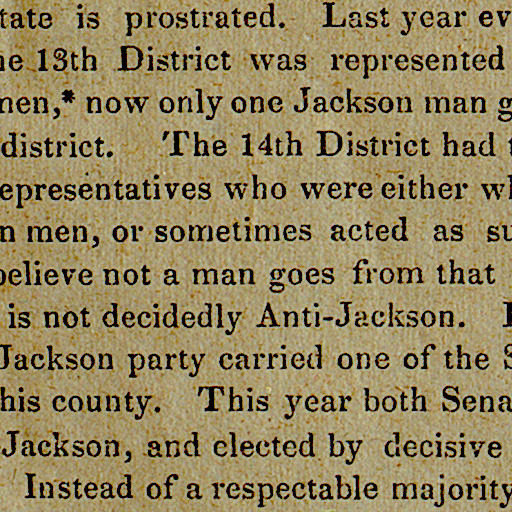 tate is prostrated. Last year ev
he 13th District was represented
men,* now only one Jackson man g
district. The 14th District had t
epresentatives who were either wh
n men, or sometimes acted as su
believe not a man goes from that
is not decidedly Anti-Jackson. I
Jackson party carried one of the S
his county. This year both Sena
Jackson, and elected by decisive
Instead of a respectable majority